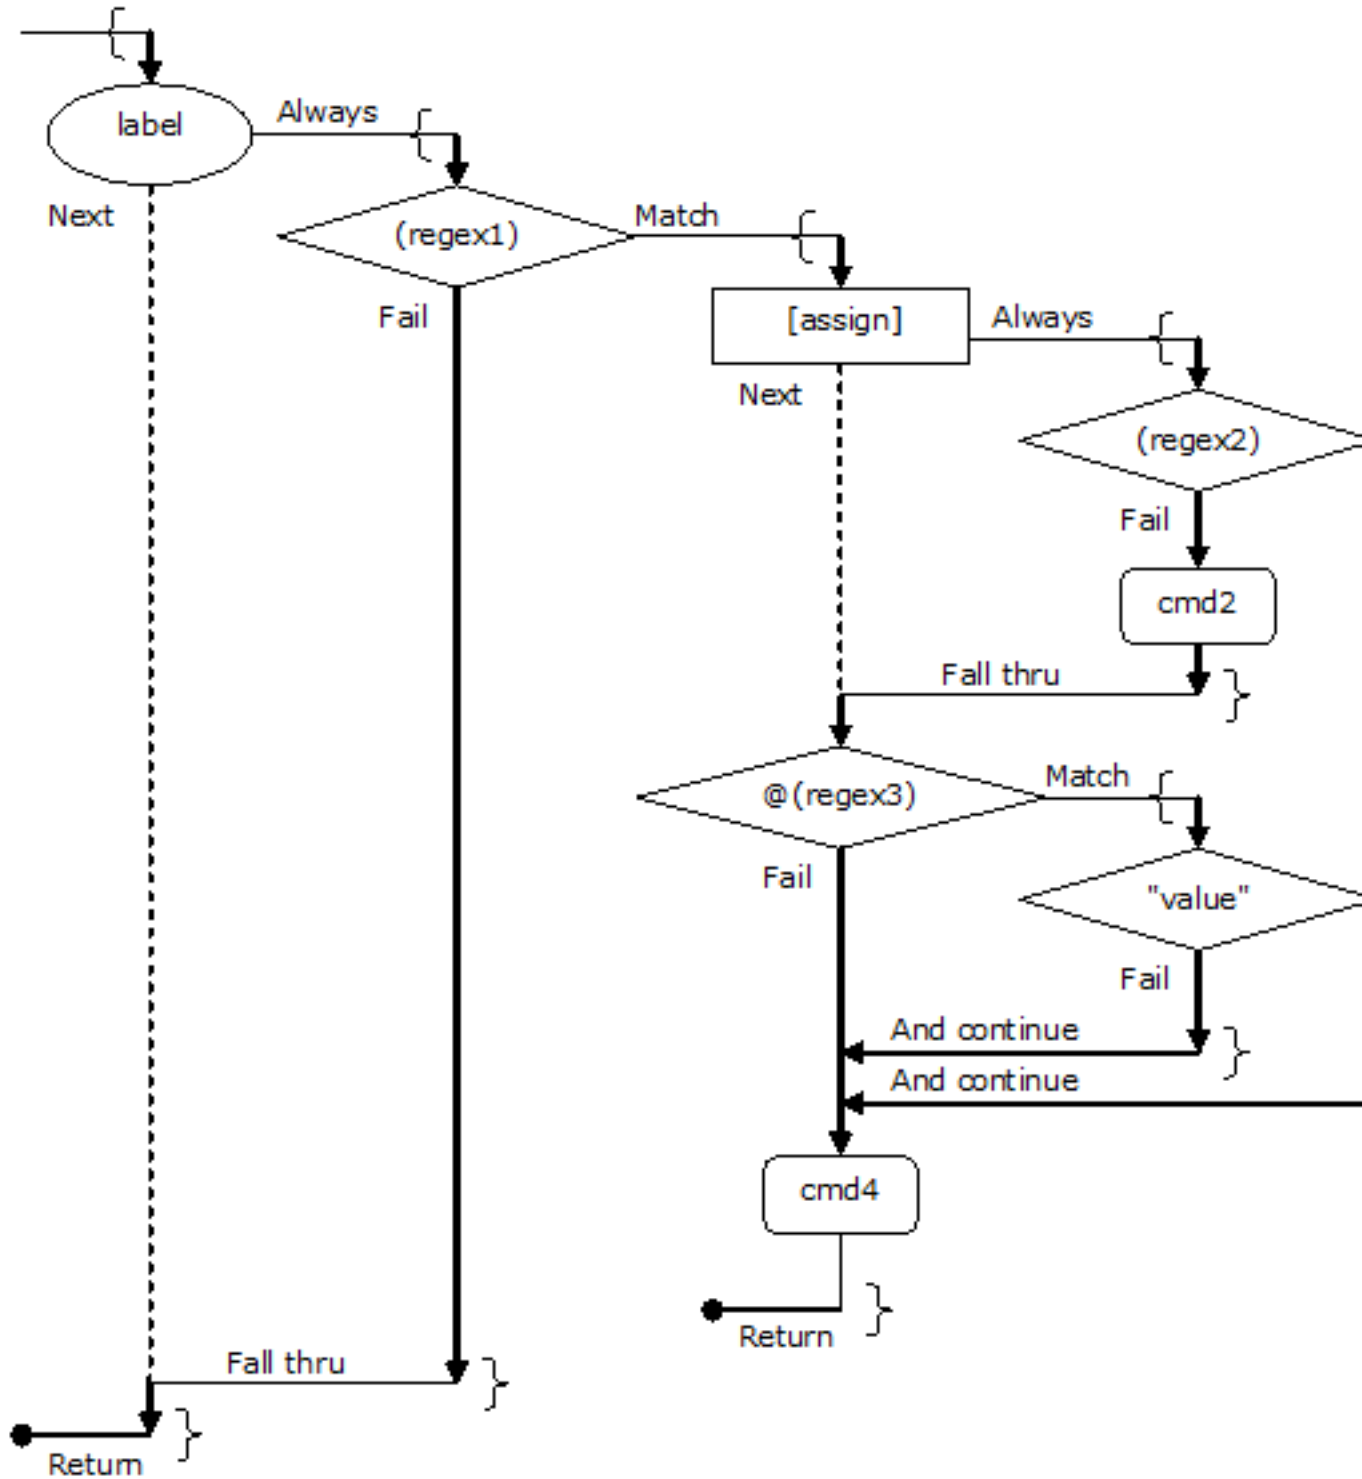 label
Always
Next
(regex1)
Match
Fail
[assign]
Always
Next
(regex2)
Fail
cmd2
Fall thru
@(regex3)
Match
Fail
"value"
Fail
And continue
And continue
cmd4
Return
Fall thru
Return